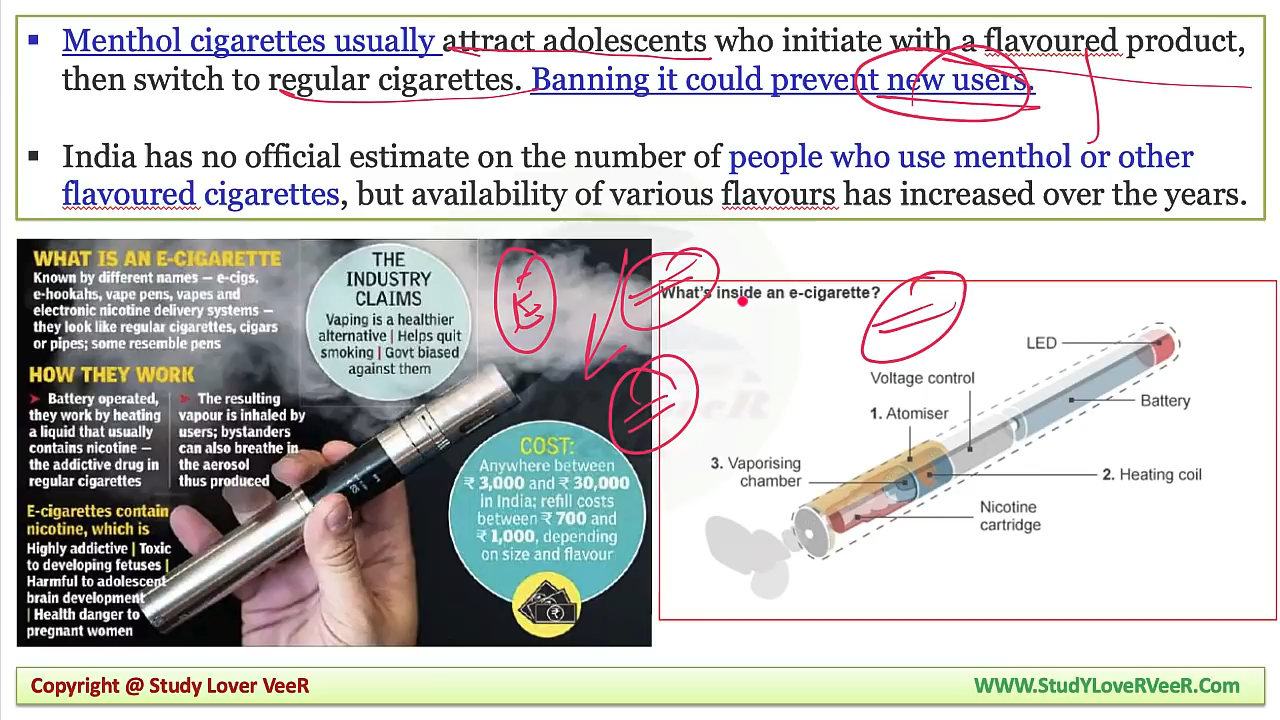 Menthol cigarettes usually attract adolescents who initiate with a flavoured product,
then switch to regular cigarettes. Banning it could prevent new users.
India has no official estimate on the number of people who use menthol or other
flavoured cigarettes, but availability of various flavours has increased over the years.
WHAT IS AN E-CIGARETTE
Known by different names — e-cigs,
e-hookahs, vape pens, vapes and
electronic nicotine delivery systems —
they look like regular cigarettes, cigars
or pipes; some resemble pens
HOW THEY WORK
Battery operated,
they work by heating
a liquid that usually
contains nicotine —
the addictive drug in
regular cigarettes
The resulting
vapour is inhaled by
users; bystanders
can also breathe in
the aerosol
thus produced
E-cigarettes contain
nicotine, which is
Highly addictive | Toxic
to developing fetuses |
Harmful to adolescent
brain development
| Health danger to
pregnant women
THE
INDUSTRY
CLAIMS
Vaping is a healthier
alternative | Helps quit
smoking | Govt biased
against them
COST:
Anywhere between
₹ 3,000 and ₹ 30,000
in India; refill costs
between ₹ 700 and
₹ 1,000, depending
on size and flavour
What's inside an e-cigarette?
LED
Voltage control
Battery
1. Atomiser
3. Vaporising
chamber
2. Heating coil
Nicotine
cartridge
Copyright @ Study Lover VeeR
WWW.StudYLoveRVeeR.Com